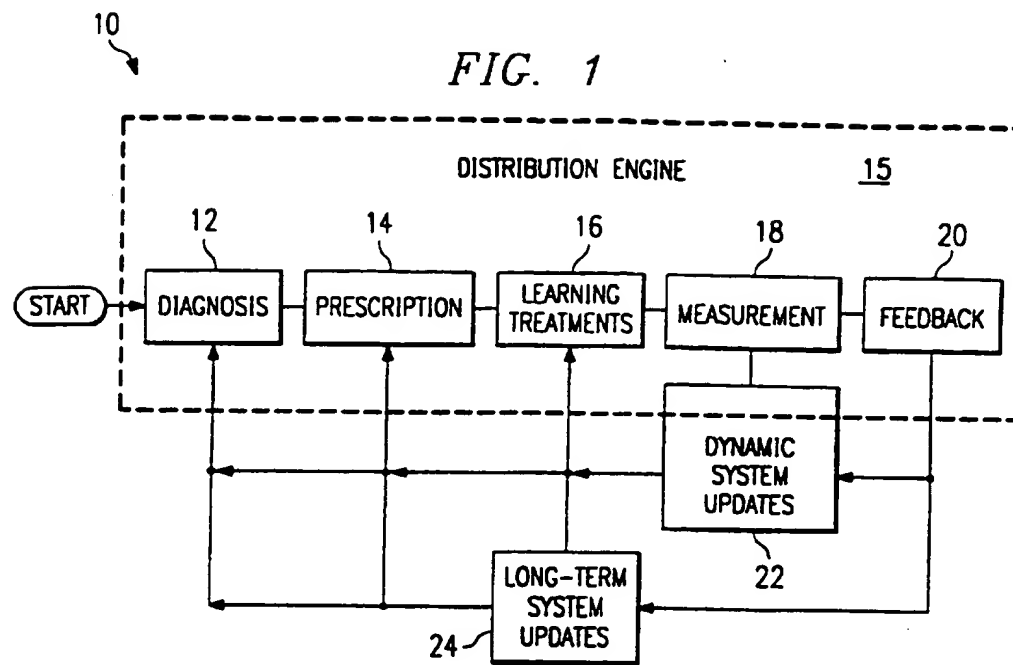 10
FIG. 1
DISTRIBUTION ENGINE
15
12
14
16
18
20
START
DIAGNOSIS
PRESCRIPTION
LEARNING
TREATMENTS
MEASUREMENT
FEEDBACK
DYNAMIC
SYSTEM
UPDATES
22
LONG-TERM
SYSTEM
UPDATES
24